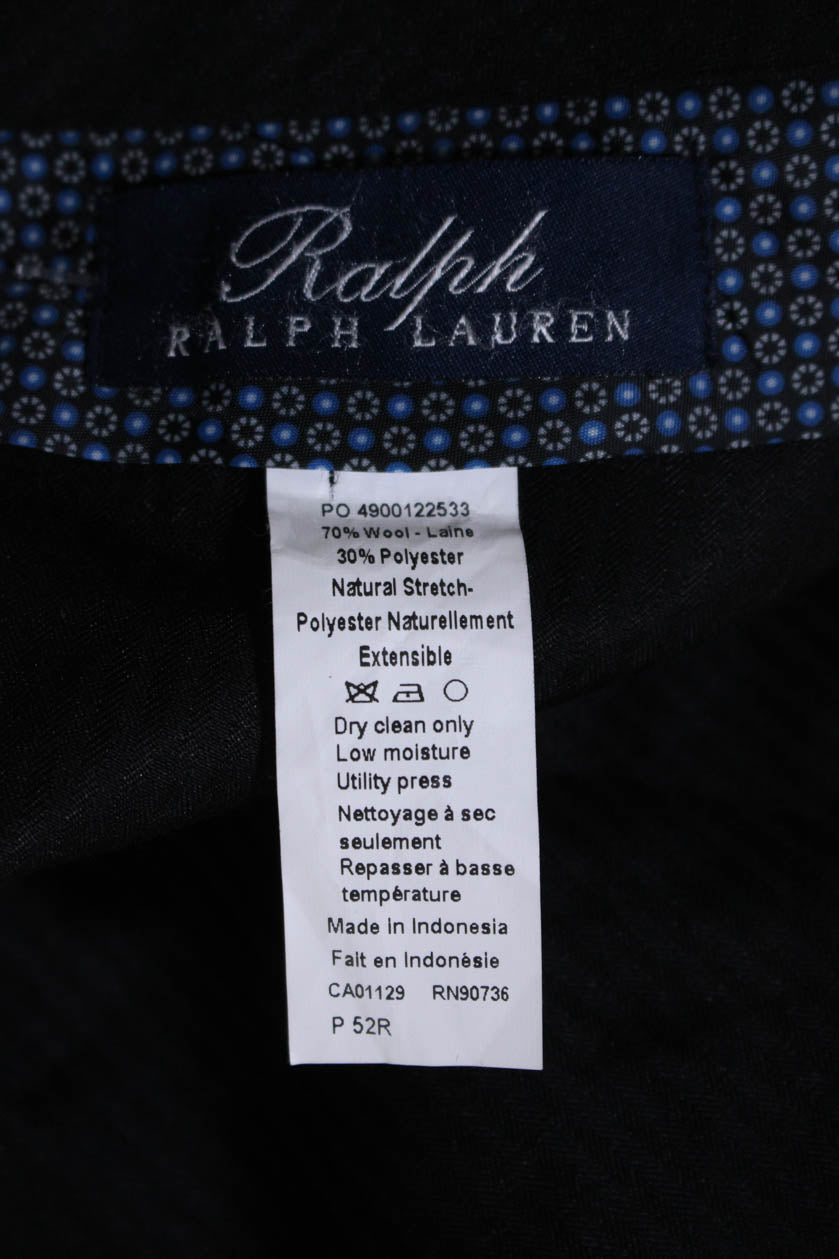 Ralph
RALPH LAUREN
PO 4900122533
70% Wool - Laine
30% Polyester
Natural Stretch-
Polyester Naturellement
Extensible
Dry clean only
Low moisture
Utility press
Nettoyage à sec
seulement
Repasser à basse
température
Made in Indonesia
Fait en Indonésie
CA01129 RN90736
P 52R